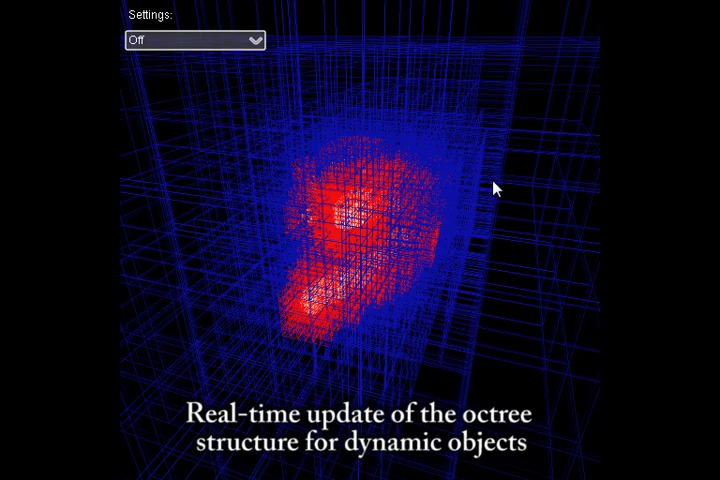 Settings:
Off
Real-time update of the octree
structure for dynamic objects